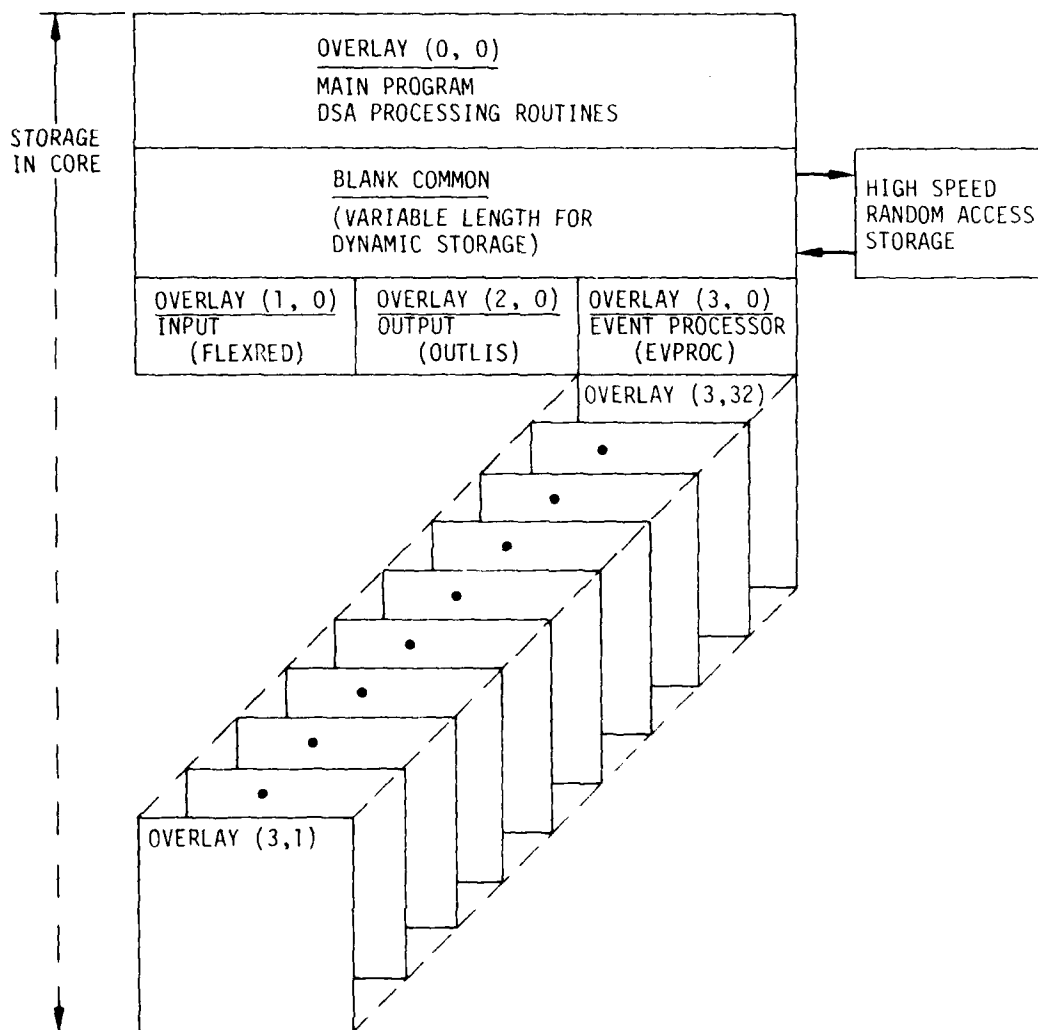 OVERLAY (0, 0)
MAIN PROGRAM
DSA PROCESSING ROUTINES
STORAGE
IN CORE
BLANK COMMON
(VARIABLE LENGTH FOR
DYNAMIC STORAGE)
HIGH SPEED
RANDOM ACCESS
STORAGE
OVERLAY (1, 0)
INPUT
(FLEXRED)
OVERLAY (2, 0)
OUTPUT
(OUTLIS)
OVERLAY (3, 0)
EVENT PROCESSOR
(EVPROC)
OVERLAY (3,32)
OVERLAY (3,1)